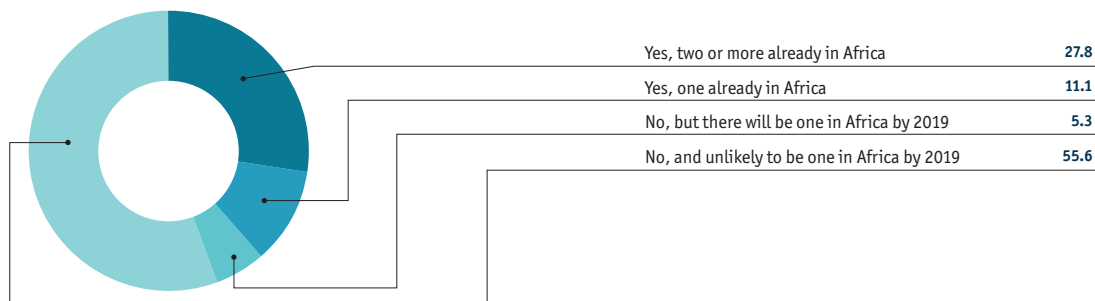 Yes, two or more already in Africa 27.8
Yes, one already in Africa 11.1
No, but there will be one in Africa by 2019 5.3
No, and unlikely to be one in Africa by 2019 55.6